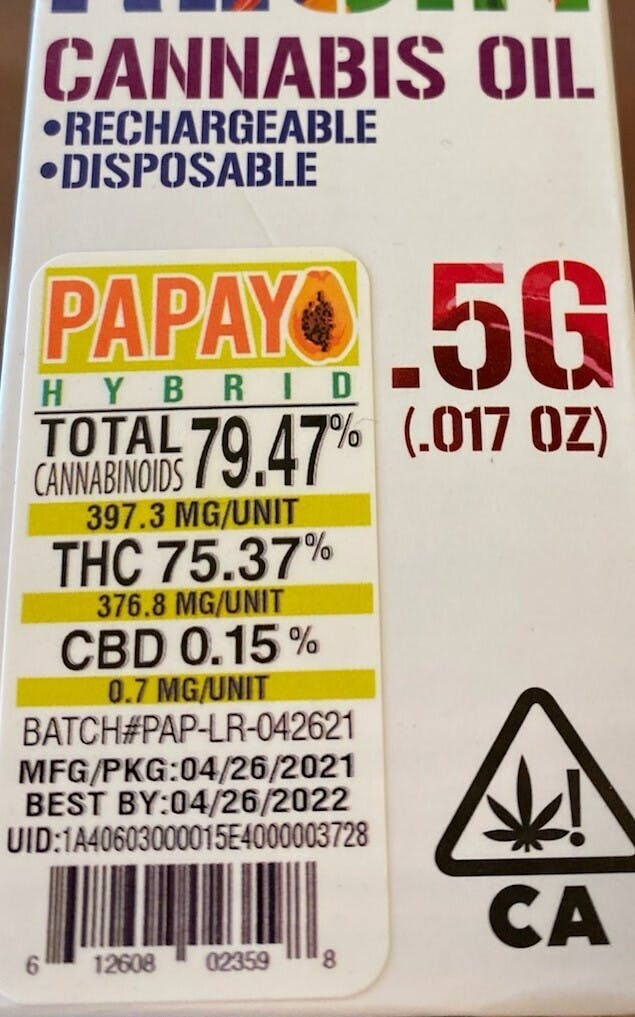 CANNABIS OIL
•RECHARGEABLE
•DISPOSABLE
PAPAYA
HYBRID
TOTAL CANNABINOIDS 79.47%
397.3 MG/UNIT
THC 75.37%
376.8 MG/UNIT
CBD 0.15%
0.7 MG/UNIT
BATCH#PAP-LR-042621
MFG/PKG:04/26/2021
BEST BY:04/26/2022
UID:1A40603000015E4000003728
6 12608 02359 8
.5G
(.017 OZ)
!
CA